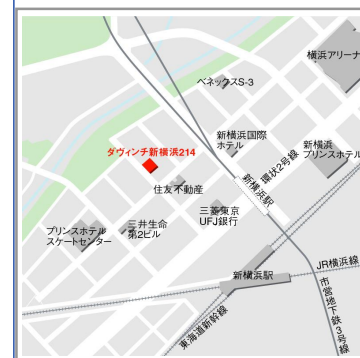 横浜アリーナ
ベネックスS-3
新横浜国際
ホテル
新横浜
プリンスホテル
環状2号線
ダヴィンチ新横浜214
住友不動産
新横浜駅
三菱東京
UFJ銀行
三井生命
第2ビル
プリンスホテル
スケートセンター
新横浜駅
JR横浜線
市営地下鉄3号線
東海道新幹線